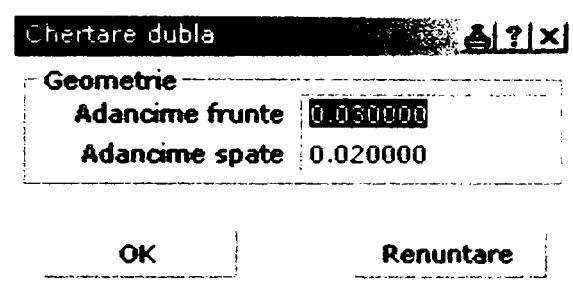 Chertare dubla ? X
Geometrie
Adancime frunte 0.030000
Adancime spate 0.020000
OK Renuntare